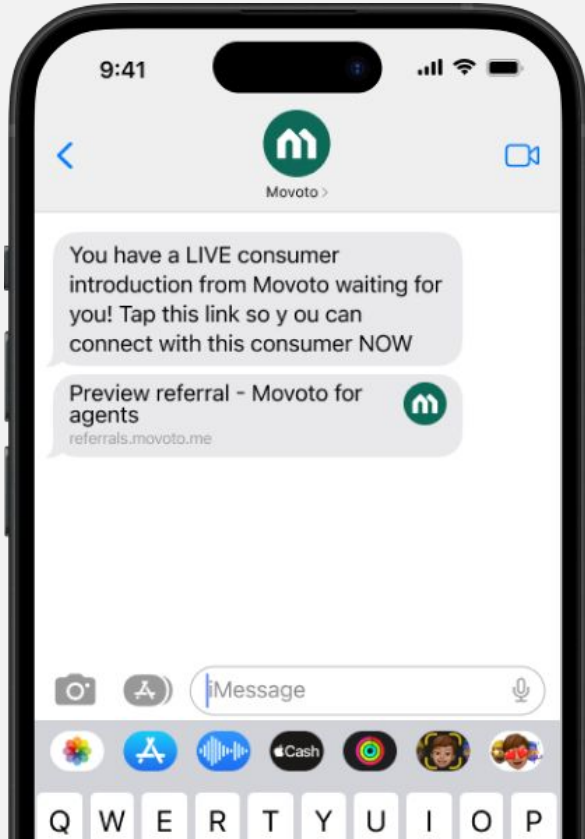 9:41
Movoto >
You have a LIVE consumer
introduction from Movoto waiting for
you! Tap this link so y ou can
connect with this consumer NOW
Preview referral - Movoto for
agents
referrals.movoto.me
iMessage
Cash
Q W E R T Y U I O P